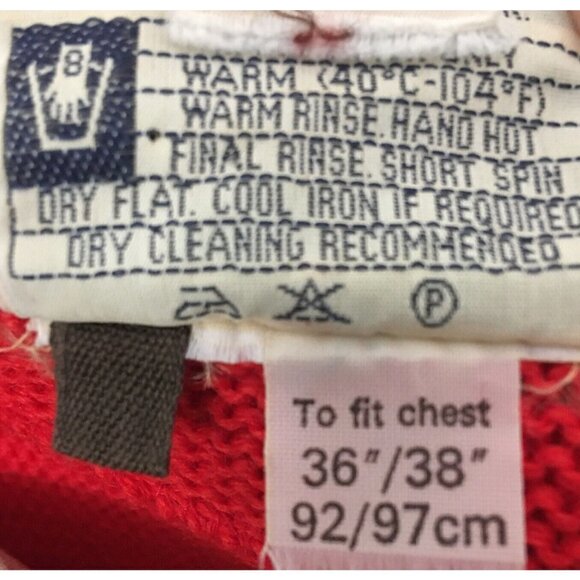 8
ONLY
WARM (40°C-104°F)
WARM RINSE. HAND HOT
FINAL RINSE. SHORT SPIN
DRY FLAT. COOL IRON IF REQUIRED
DRY CLEANING RECOMMENDED
P
To fit chest
36"/38"
92/97cm